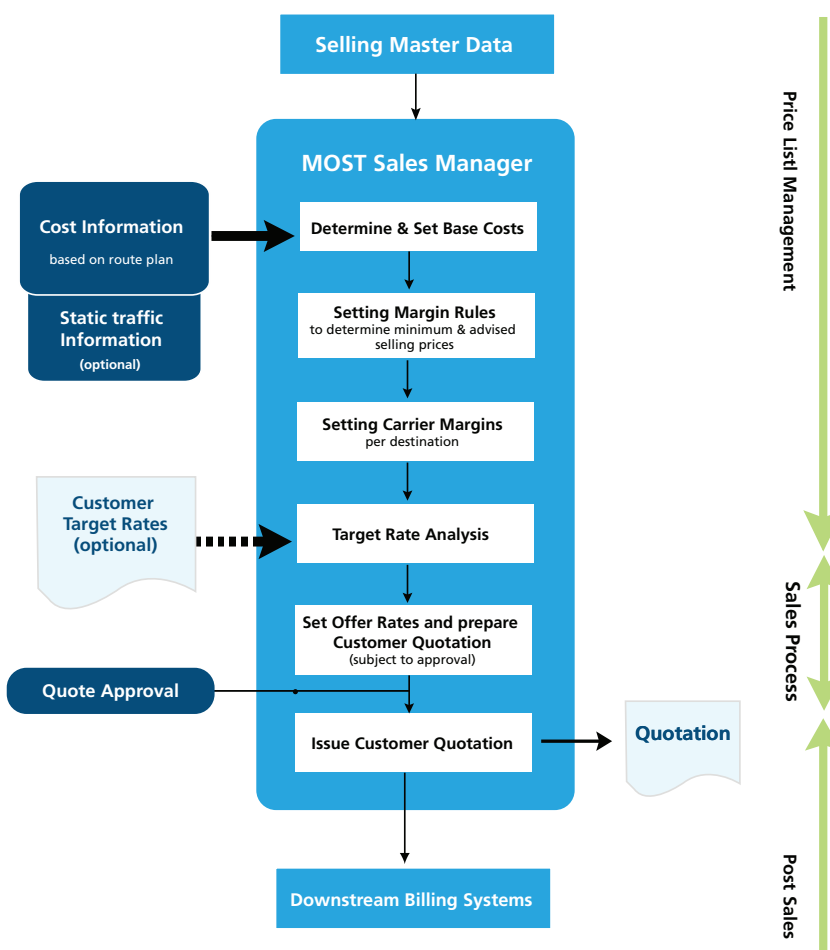 Selling Master Data
MOST Sales Manager
Cost Information
based on route plan
Static traffic
Information
(optional)
Determine & Set Base Costs
Setting Margin Rules
to determine minimum & advised
selling prices
Setting Carrier Margins
per destination
Customer
Target Rates
(optional)
Target Rate Analysis
Set Offer Rates and prepare
Customer Quotation
(subject to approval)
Quote Approval
Issue Customer Quotation
Quotation
Downstream Billing Systems
Price Listl Management
Sales Process
Post Sales